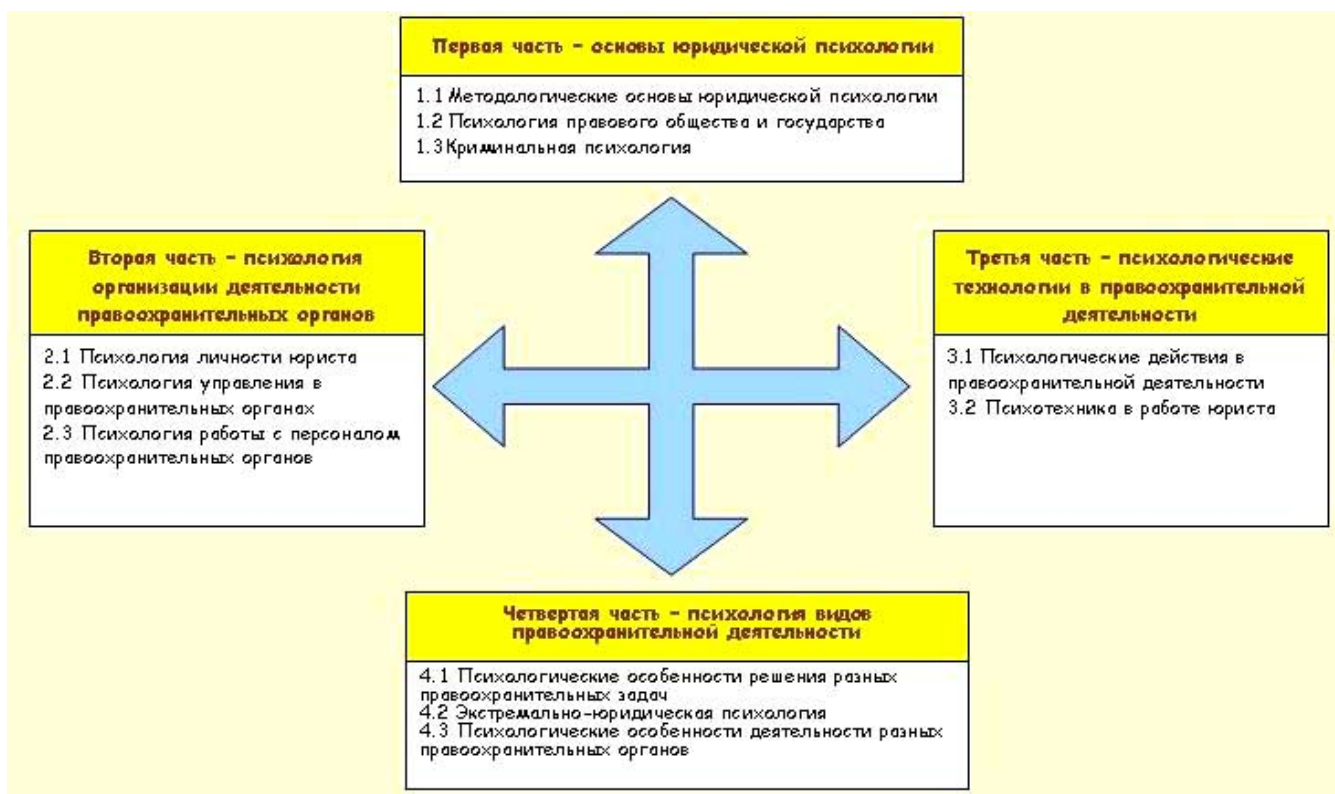 Первая часть - основы юридической психологии
1.1 Методологические основы юридической психологии
1.2 Психология правового общества и государства
1.3 Криминальная психология
Вторая часть - психология
организации деятельности
правоохранительных органов
2.1 Психология личности юриста
2.2 Психология управления в
правоохранительных органах
2.3 Психология работы с персоналом
правоохранительных органов
Третья часть - психологические
технологии в правоохранительной
деятельности
3.1 Психологические действия в
правоохранительной деятельности
3.2 Психотехника в работе юриста
Четвертая часть - психология видов
правоохранительной деятельности
4.1 Психологические особенности решения разных
правоохранительных задач
4.2 Экстремально-юридическая психология
4.3 Психологические особенности деятельности разных
правоохранительных органов